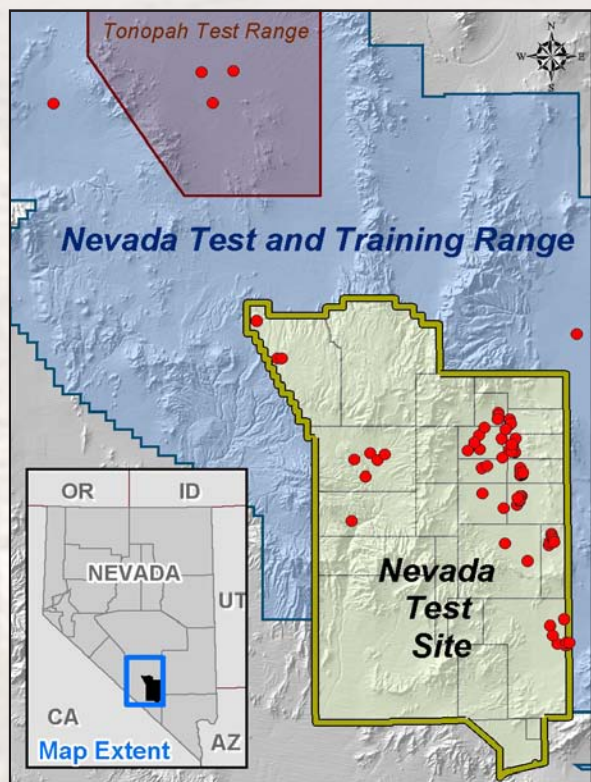 Tonopah Test Range
N
W
E
S
Nevada Test and Training Range
Nevada
Test
Site
OR
ID
NEVADA
UT
CA
AZ
Map Extent